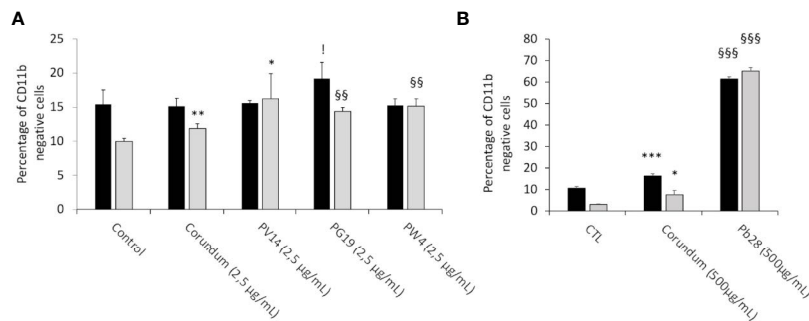 A
Percentage of CD11b
negative cells
25
20
15
10
5
0
**
*
!
§§
§§
Control
Corundum (2,5 µg/mL)
PV14 (2,5 µg/mL)
PG19 (2,5 µg/mL)
PW4 (2,5 µg/mL)
B
Percentage of CD11b
negative cells
80
70
60
50
40
30
20
10
0
***
*
§§§
§§§
CTL
Corundum (500µg/mL)
Pb28 (500µg/mL)